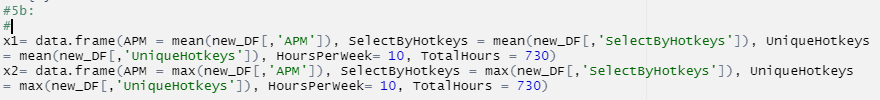 #5b:
#
x1= data.frame(APM = mean(new_DF[,'APM']), SelectByHotkeys = mean(new_DF[,'SelectByHotkeys']), UniqueHotkeys
= mean(new_DF[,'UniqueHotkeys']), HoursPerWeek= 10, TotalHours = 730)
x2= data.frame(APM = max(new_DF[,'APM']), SelectByHotkeys = max(new_DF[,'SelectByHotkeys']), UniqueHotkeys
= max(new_DF[,'UniqueHotkeys']), HoursPerWeek= 10, TotalHours = 730)